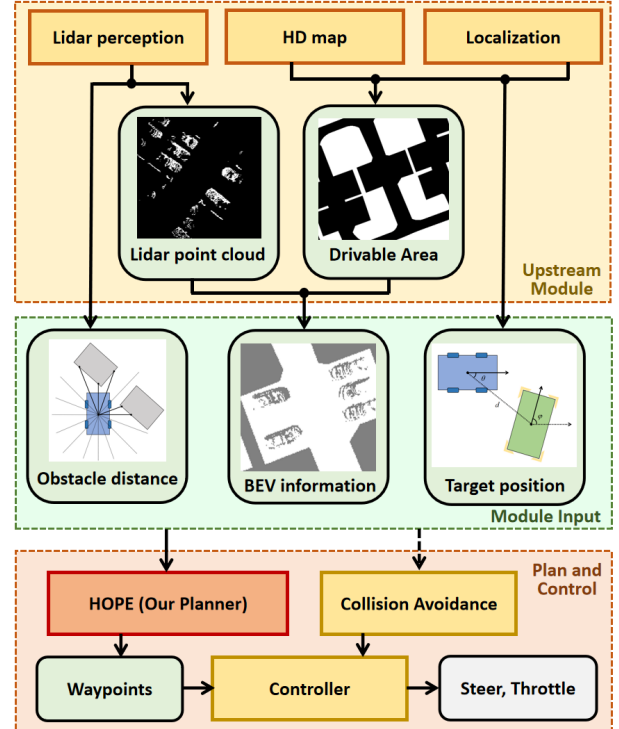 Lidar perception
HD map
Localization
Lidar point cloud
Drivable Area
Upstream
Module
θ
d
φ
Obstacle distance
BEV information
Target position
Module Input
Plan and
Control
HOPE (Our Planner)
Collision Avoidance
Waypoints
Controller
Steer, Throttle